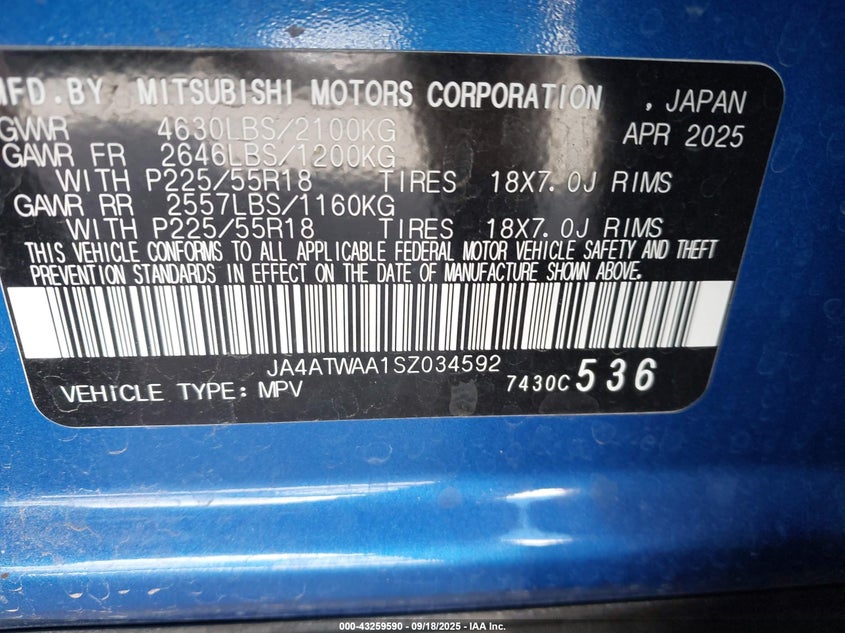 MFD.BY MITSUBISHI MOTORS CORPORATION , JAPAN
GVWR 4630LBS/2100KG APR 2025
GAWR FR 2646LBS/1200KG
WITH P225/55R18 TIRES 18X7.0J RIMS
GAWR RR 2557LBS/1160KG
WITH P225/55R18 TIRES 18X7.0J RIMS
THIS VEHICLE CONFORMS TO ALL APPLICABLE FEDERAL MOTOR VEHICLE SAFETY AND THEFT
PREVENTION STANDARDS IN EFFECT ON THE DATE OF MANUFACTURE SHOWN ABOVE.
JA4ATWAA1SZ034592
VEHICLE TYPE: MPV 7430C 536
000-43259590 - 09/18/2025 - IAA Inc.